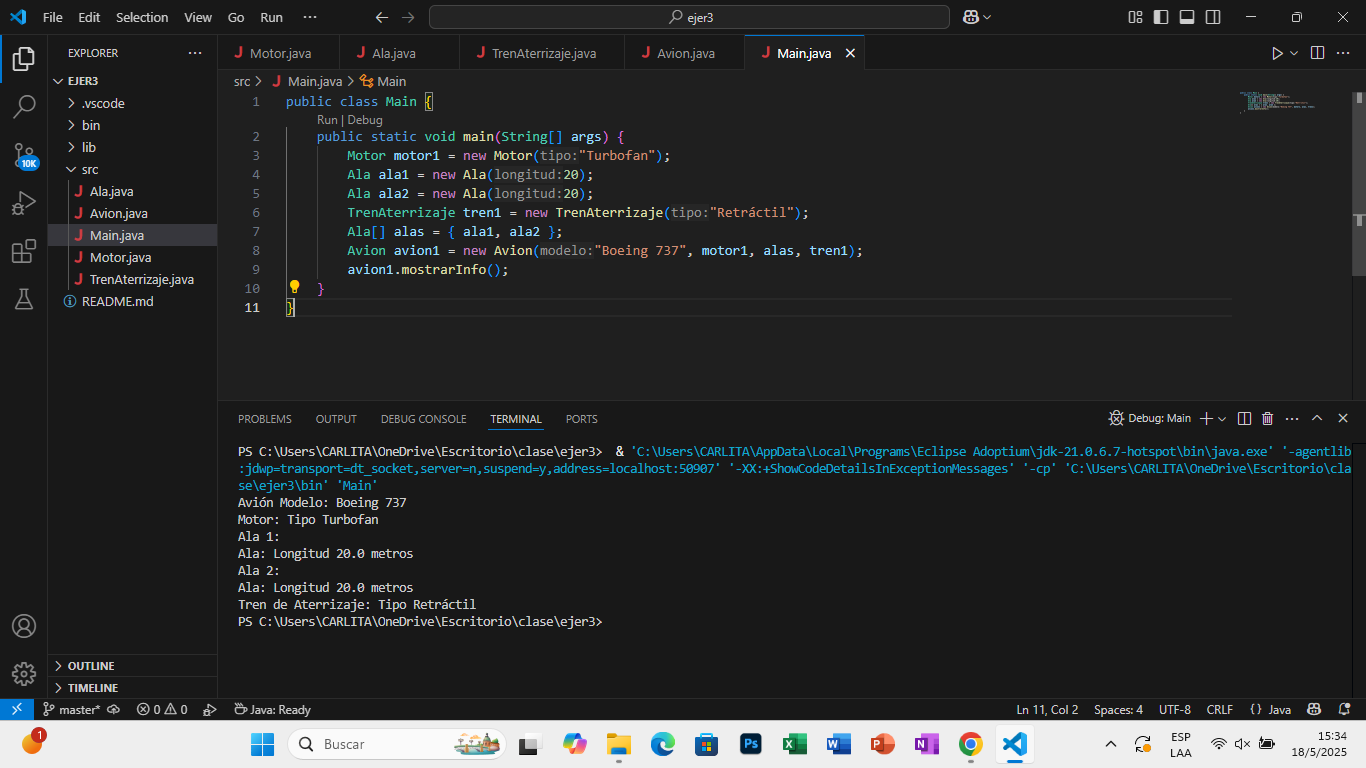 File Edit Selection View Go Run ··· ejer3
EXPLORER ···
Motor.java Ala.java TrenAterrizaje.java Avion.java Main.java
EJER3
.vscode
bin
lib
src
Ala.java
Avion.java
Main.java
Motor.java
TrenAterrizaje.java
README.md
OUTLINE
TIMELINE
10K
src > Main.java > Main
1 public class Main {
Run | Debug
2 public static void main(String[] args) {
3 Motor motor1 = new Motor(tipo:"Turbofan");
4 Ala ala1 = new Ala(longitud:20);
5 Ala ala2 = new Ala(longitud:20);
6 TrenAterrizaje tren1 = new TrenAterrizaje(tipo:"Retráctil");
7 Ala[] alas = { ala1, ala2 };
8 Avion avion1 = new Avion(modelo:"Boeing 737", motor1, alas, tren1);
9 avion1.mostrarInfo();
10 }
11 }
PROBLEMS OUTPUT DEBUG CONSOLE TERMINAL PORTS Debug: Main
PS C:\Users\CARLITA\OneDrive\Escritorio\clase\ejer3> & 'C:\Users\CARLITA\AppData\Local\Programs\Eclipse Adoptium\jdk-21.0.6.7-hotspot\bin\java.exe' '-agentlib
:jdwp=transport=dt_socket,server=n,suspend=y,address=localhost:50907' '-XX:+ShowCodeDetailsInExceptionMessages' '-cp' 'C:\Users\CARLITA\OneDrive\Escritorio\cla
se\ejer3\bin' 'Main'
Avión Modelo: Boeing 737
Motor: Tipo Turbofan
Ala 1:
Ala: Longitud 20.0 metros
Ala 2:
Ala: Longitud 20.0 metros
Tren de Aterrizaje: Tipo Retráctil
PS C:\Users\CARLITA\OneDrive\Escritorio\clase\ejer3>
master* 0 0 Java: Ready Ln 11, Col 2 Spaces: 4 UTF-8 CRLF {} Java
1 Buscar ESP
LAA
15:34
18/5/2025